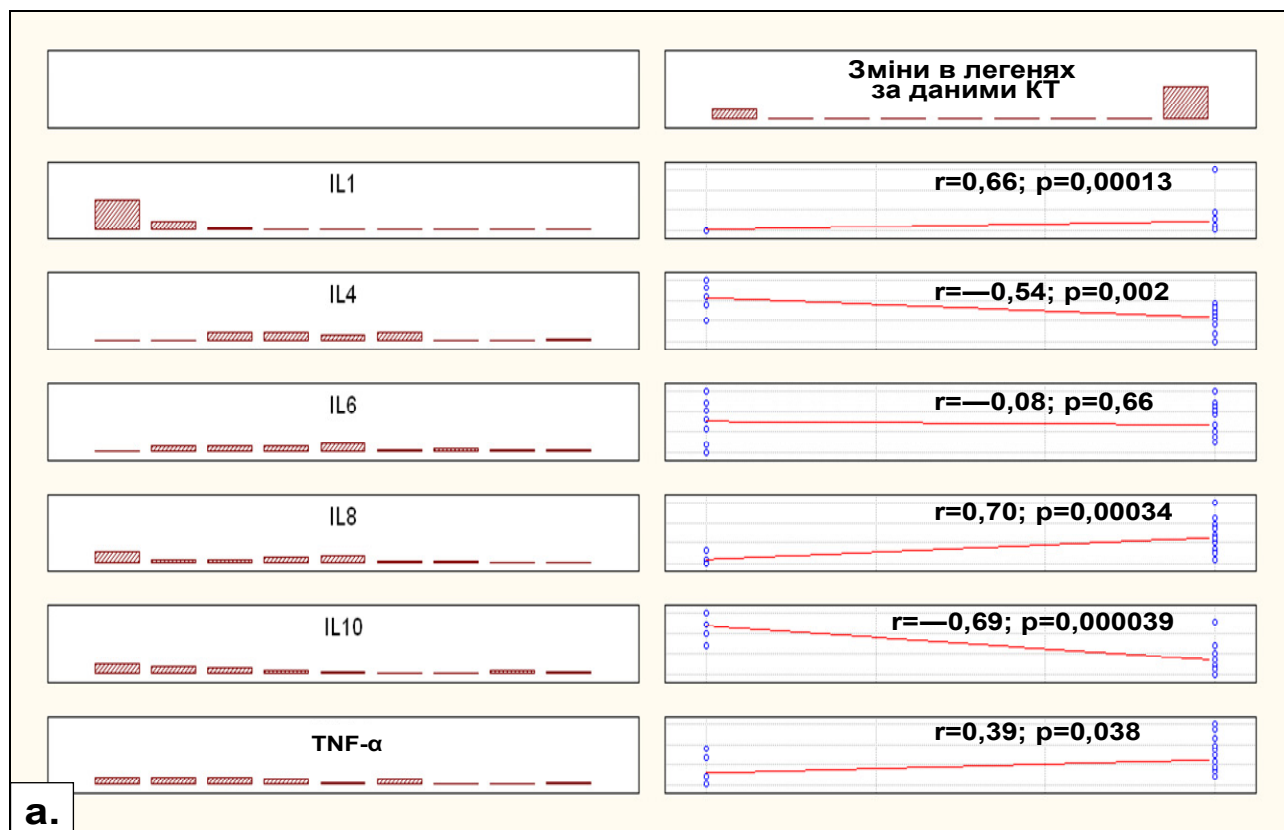 Зміни в легенях
за даними КТ
IL1
r=0,66; p=0,00013
IL4
r=—0,54; p=0,002
IL6
r=—0,08; p=0,66
IL8
r=0,70; p=0,00034
IL10
r=—0,69; p=0,000039
TNF-α
r=0,39; p=0,038
а.